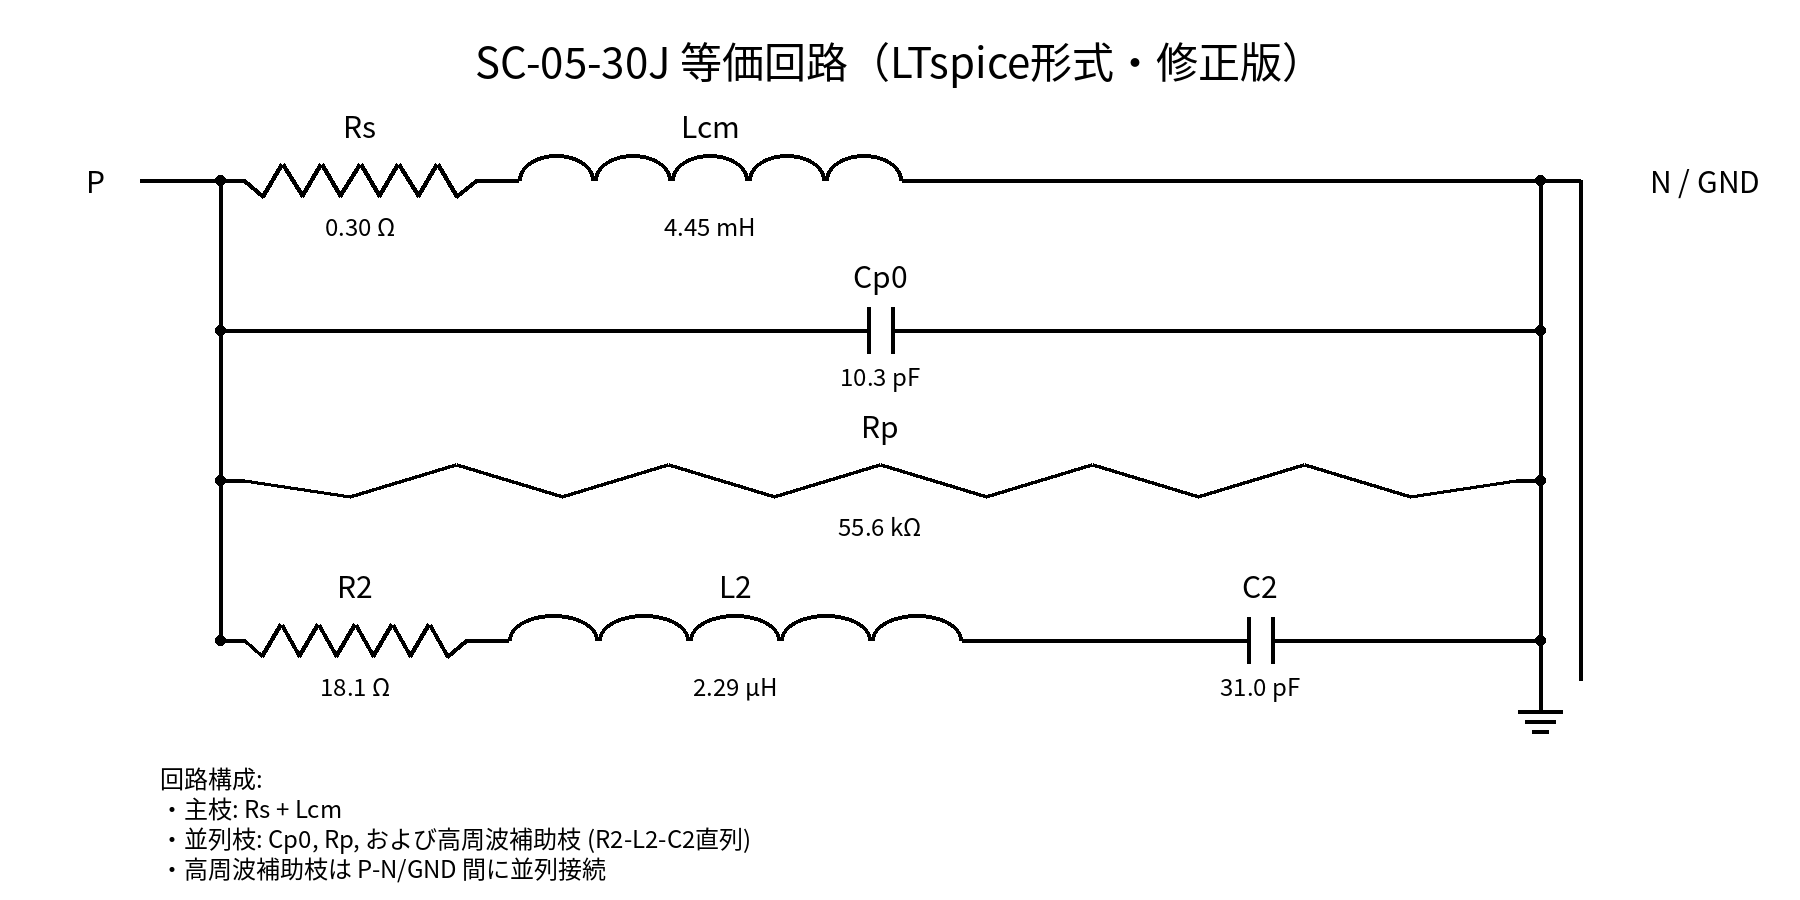 SC-05-30J 等価回路（LTspice形式・修正版）
Rs
Lcm
P
N / GND
0.30 Ω
4.45 mH
Cp0
10.3 pF
Rp
55.6 kΩ
R2
L2
C2
18.1 Ω
2.29 µH
31.0 pF
回路構成:
・主枝: Rs + Lcm
・並列枝: Cp0, Rp, および高周波補助枝 (R2-L2-C2直列)
・高周波補助枝は P-N/GND 間に並列接続